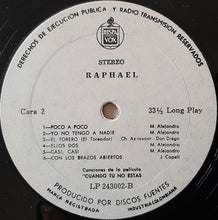 DERECHOS DE EJECUCION PUBLICA Y RADIO TRANSMISION RESERVADOS
HISPA
VOX
STEREO
RAPHAEL
Cara 2
33⅓ Long Play
1—POCO A POCO M. Alejandro
2—YO NO TENGO A NADIE M. Alejandro
3—EL TORERO (El Toreador) Ch. Aznavour - Don Diego
4—ELLOS DOS M. Alejandro
5—CASI, CASI M. Alejandro
6—CON LOS BRAZOS ABIERTOS J. Capell
Canciones de la película
"CUANDO TU NO ESTAS
LP 243002-B
PRODUCIDO POR DISCOS FUENTES
MARCA REGISTRADA INDUSTRIA COLOMBIANA